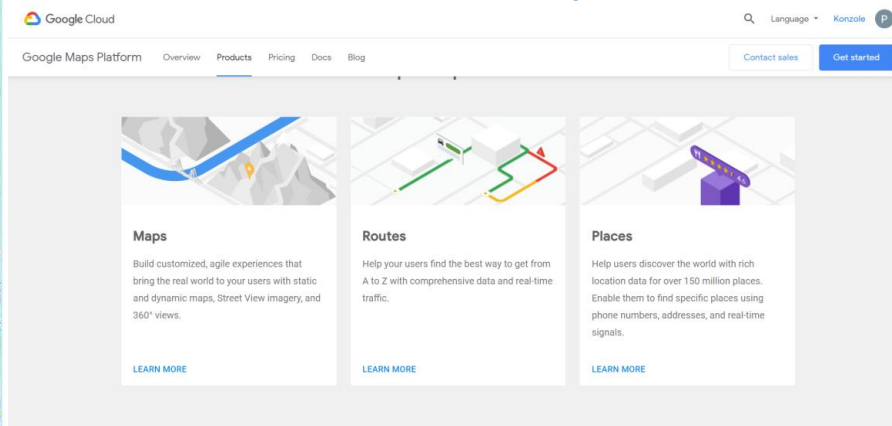 Google Cloud
Language
Konzole
P
Google Maps Platform
Overview
Products
Pricing
Docs
Blog
Contact sales
Get started
Maps
Build customized, agile experiences that
bring the real world to your users with static
and dynamic maps, Street View imagery, and
360° views.
LEARN MORE
Routes
Help your users find the best way to get from
A to Z with comprehensive data and real-time
traffic.
LEARN MORE
Places
Help users discover the world with rich
location data for over 150 million places.
Enable them to find specific places using
phone numbers, addresses, and real-time
signals.
LEARN MORE